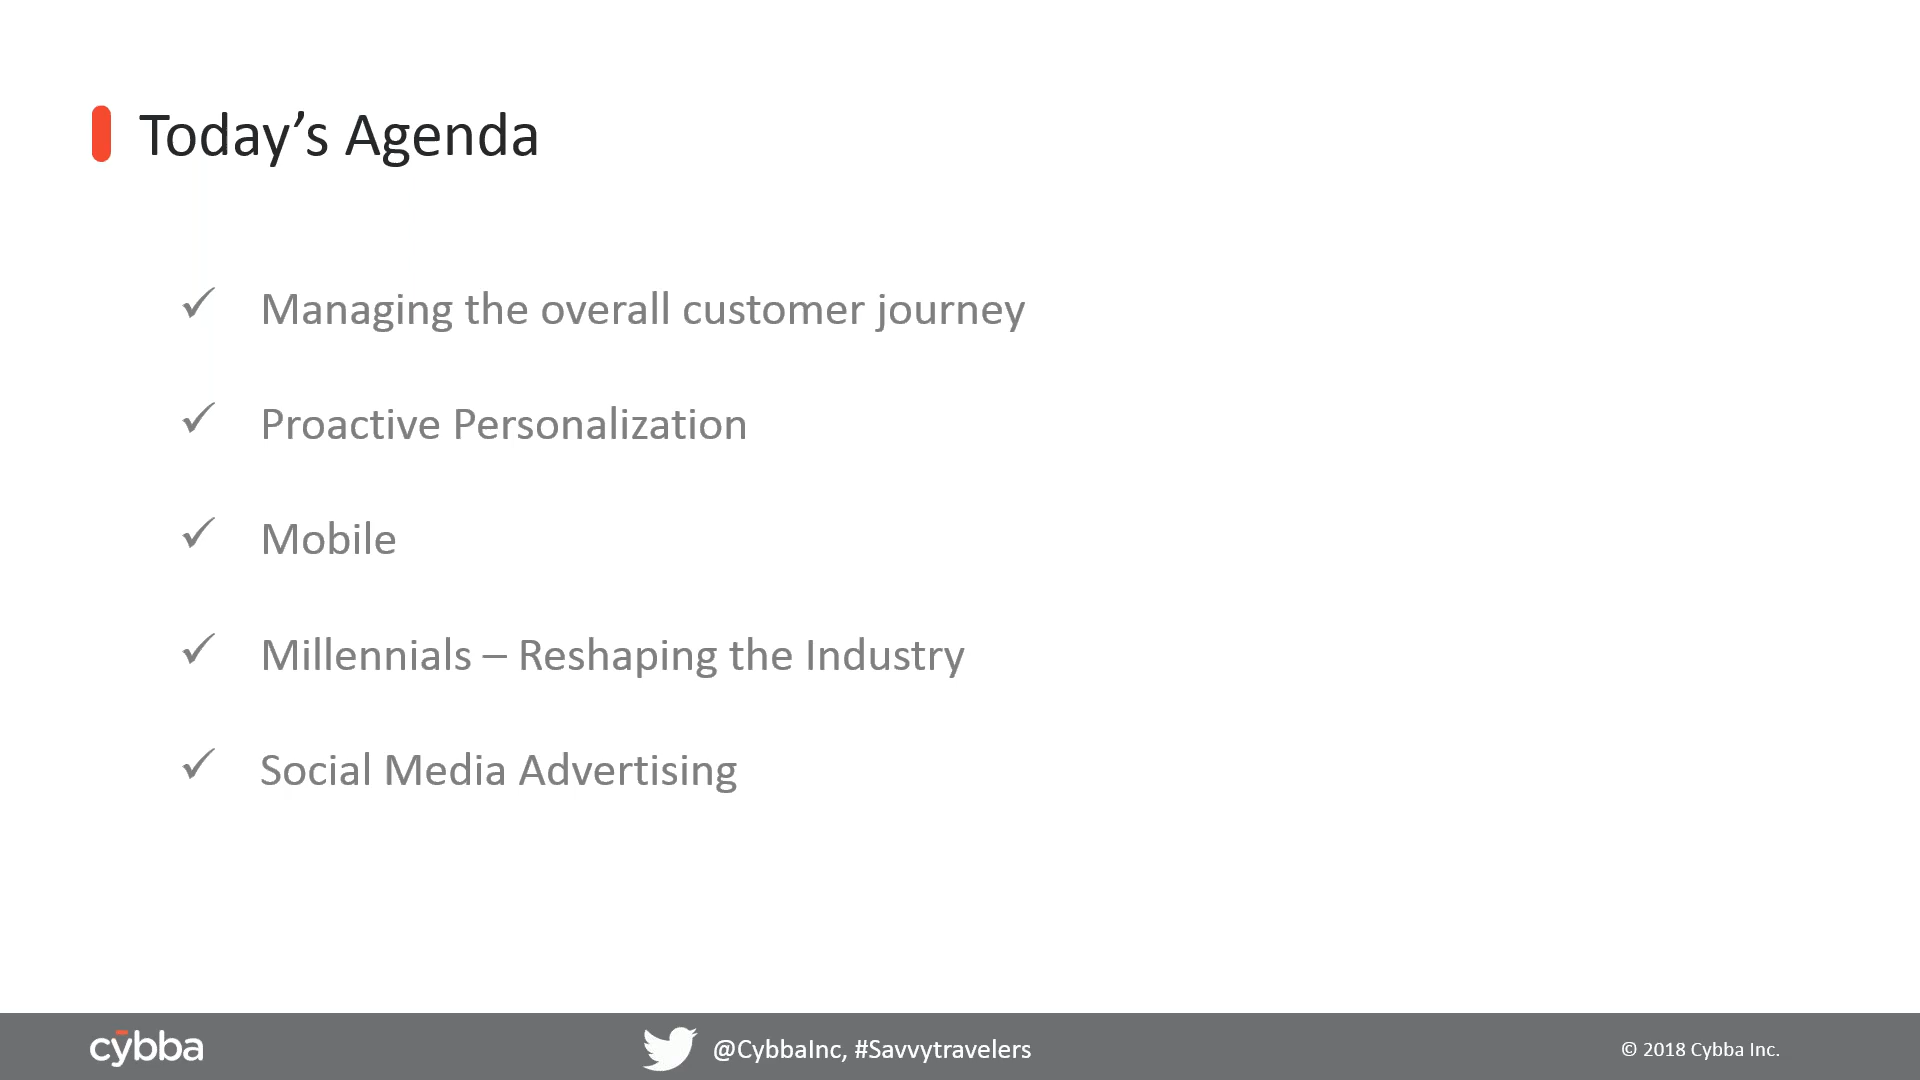 Today’s Agenda
✓ Managing the overall customer journey
✓ Proactive Personalization
✓ Mobile
✓ Millennials – Reshaping the Industry
✓ Social Media Advertising
cybba
@CybbaInc, #Savvytravelers
© 2018 Cybba Inc.